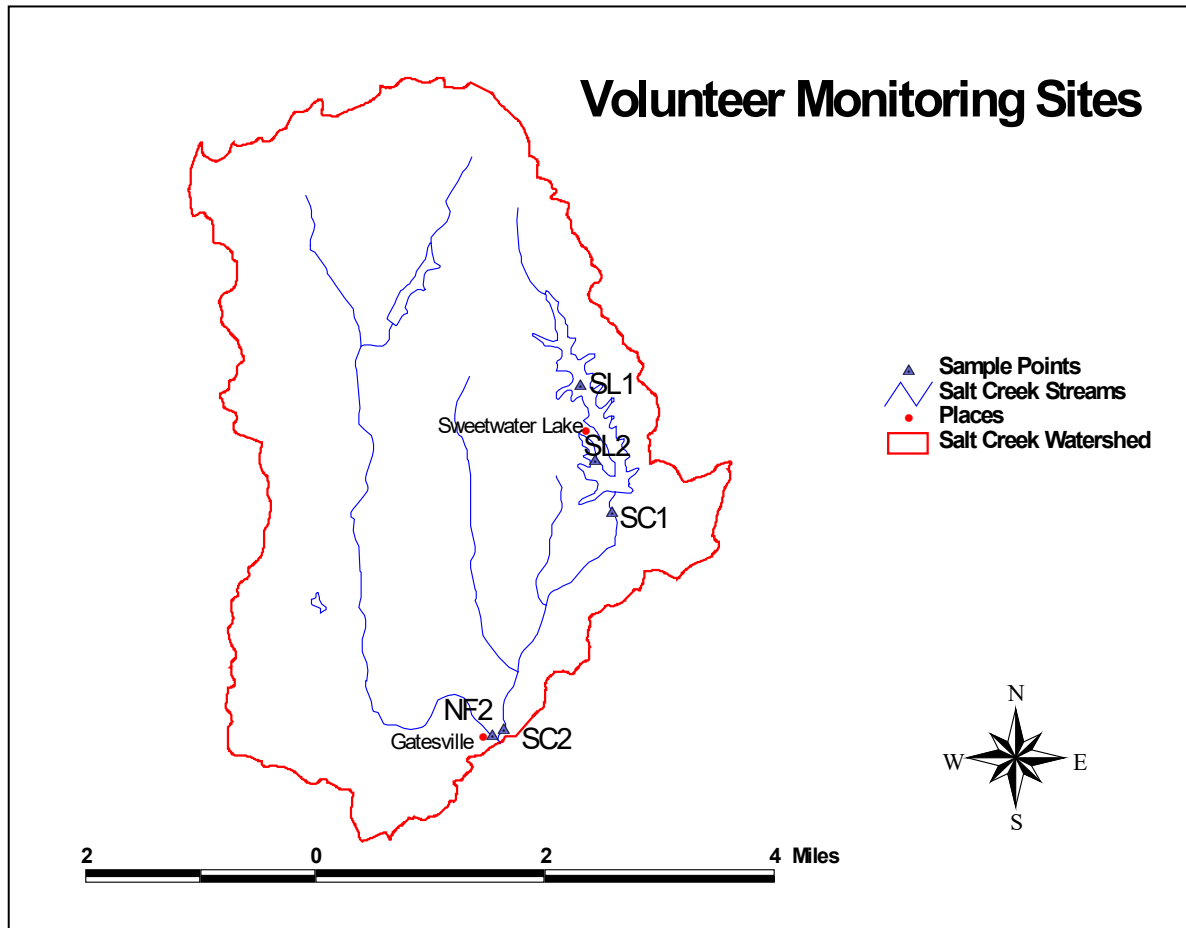 Volunteer Monitoring Sites
SL1
Sweetwater Lake
SL2
SC1
NF2
Gatesville
SC2
Sample Points
Salt Creek Streams
Places
Salt Creek Watershed
N
W E
S
2 0 2 4 Miles